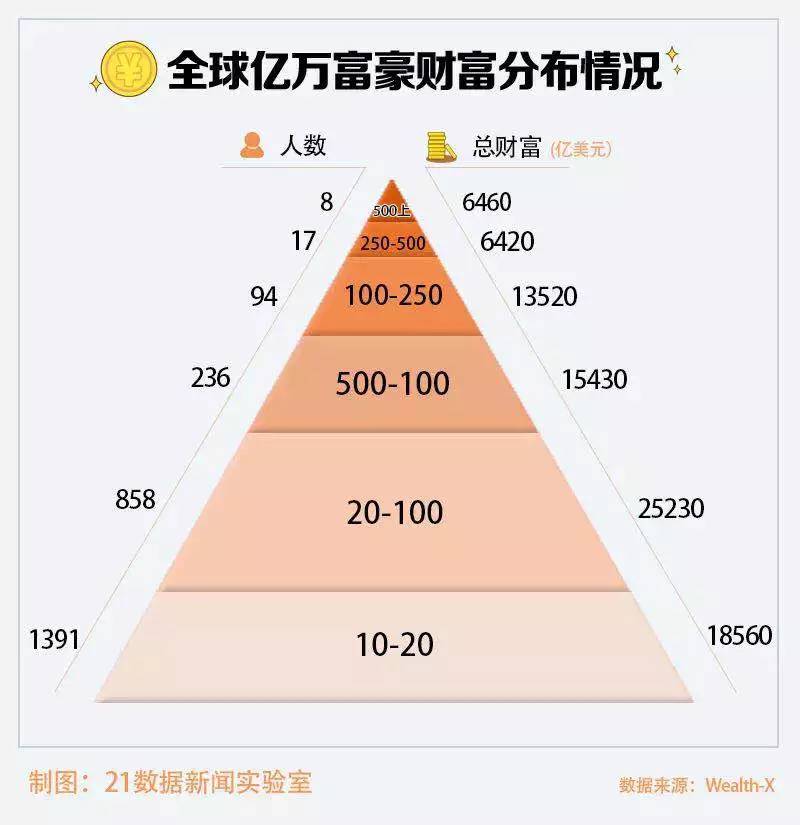 全球亿万富豪财富分布情况
人数 总财富 (亿美元)
8 500上 6460
17 250-500 6420
94 100-250 13520
236 500-100 15430
858 20-100 25230
1391 10-20 18560
制图：21数据新闻实验室 数据来源：Wealth-X